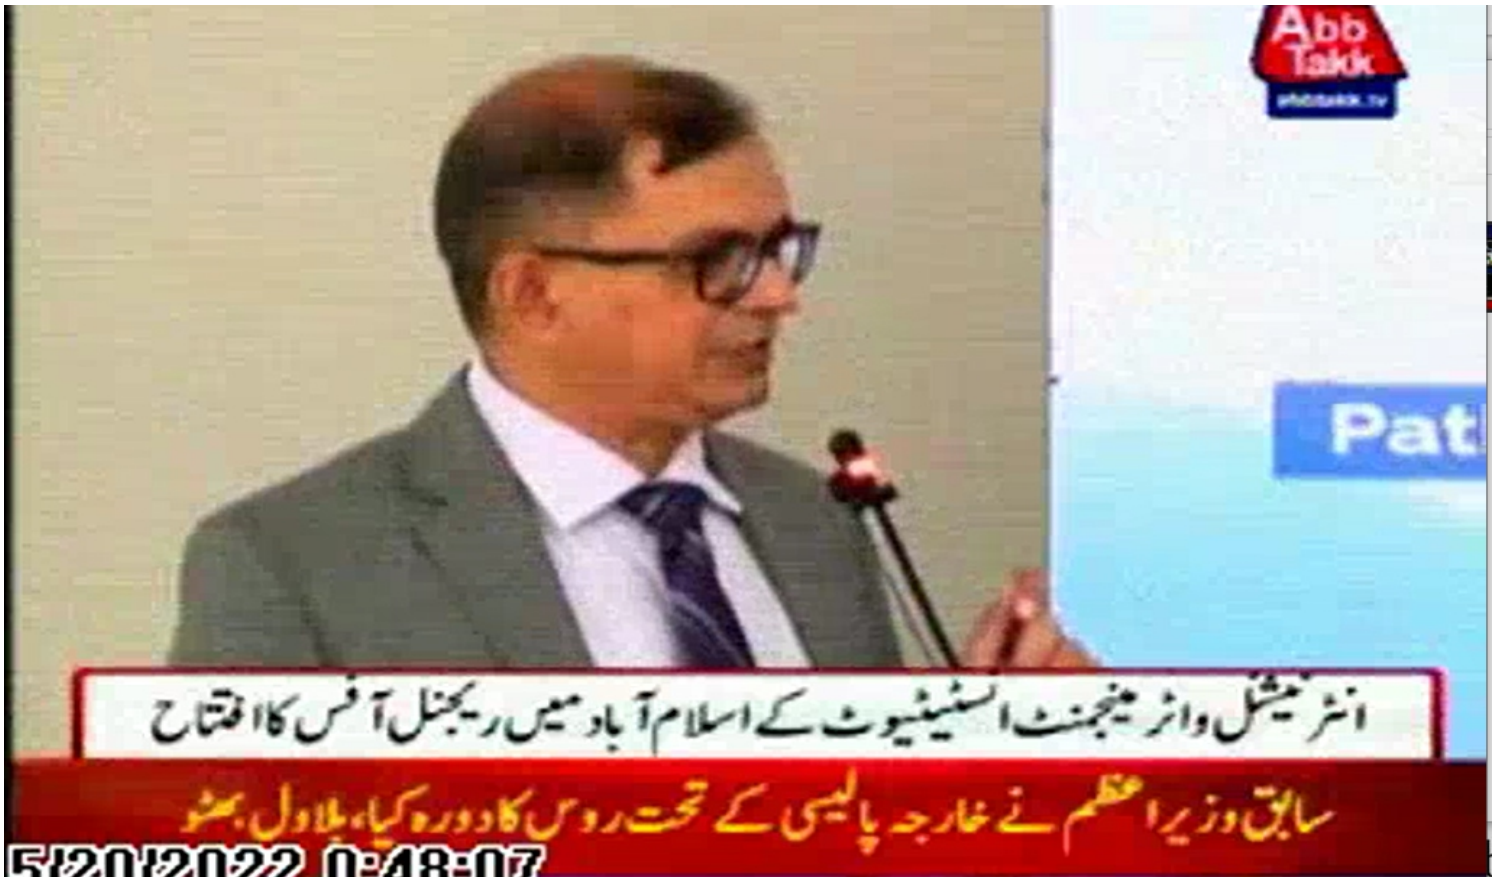 Abb
Takk
abbtakk.tv
Pat
انٹرنیشنل واٹر مینجمنٹ انسٹیٹیوٹ کے اسلام آباد میں ریجنل آفس کا افتتاح
سابق وزیراعظم نے خارجہ پالیسی کے تحت روس کا دورہ کیا، بلاول بھٹو
5/20/2022 0:48:07